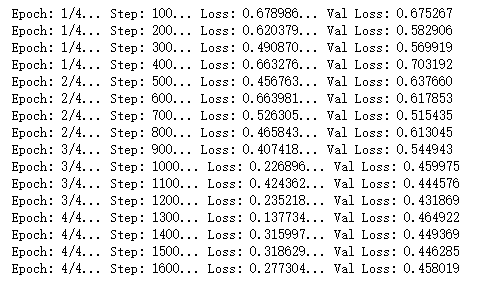 Epoch: 1/4... Step: 100... Loss: 0.678986... Val Loss: 0.675267
Epoch: 1/4... Step: 200... Loss: 0.620379... Val Loss: 0.582906
Epoch: 1/4... Step: 300... Loss: 0.490870... Val Loss: 0.569919
Epoch: 1/4... Step: 400... Loss: 0.663276... Val Loss: 0.703192
Epoch: 2/4... Step: 500... Loss: 0.456763... Val Loss: 0.637660
Epoch: 2/4... Step: 600... Loss: 0.663981... Val Loss: 0.617853
Epoch: 2/4... Step: 700... Loss: 0.526305... Val Loss: 0.515435
Epoch: 2/4... Step: 800... Loss: 0.465843... Val Loss: 0.613045
Epoch: 3/4... Step: 900... Loss: 0.407418... Val Loss: 0.544943
Epoch: 3/4... Step: 1000... Loss: 0.226896... Val Loss: 0.459975
Epoch: 3/4... Step: 1100... Loss: 0.424362... Val Loss: 0.444576
Epoch: 3/4... Step: 1200... Loss: 0.235218... Val Loss: 0.431869
Epoch: 4/4... Step: 1300... Loss: 0.137734... Val Loss: 0.464922
Epoch: 4/4... Step: 1400... Loss: 0.315997... Val Loss: 0.449369
Epoch: 4/4... Step: 1500... Loss: 0.318629... Val Loss: 0.446285
Epoch: 4/4... Step: 1600... Loss: 0.277304... Val Loss: 0.458019